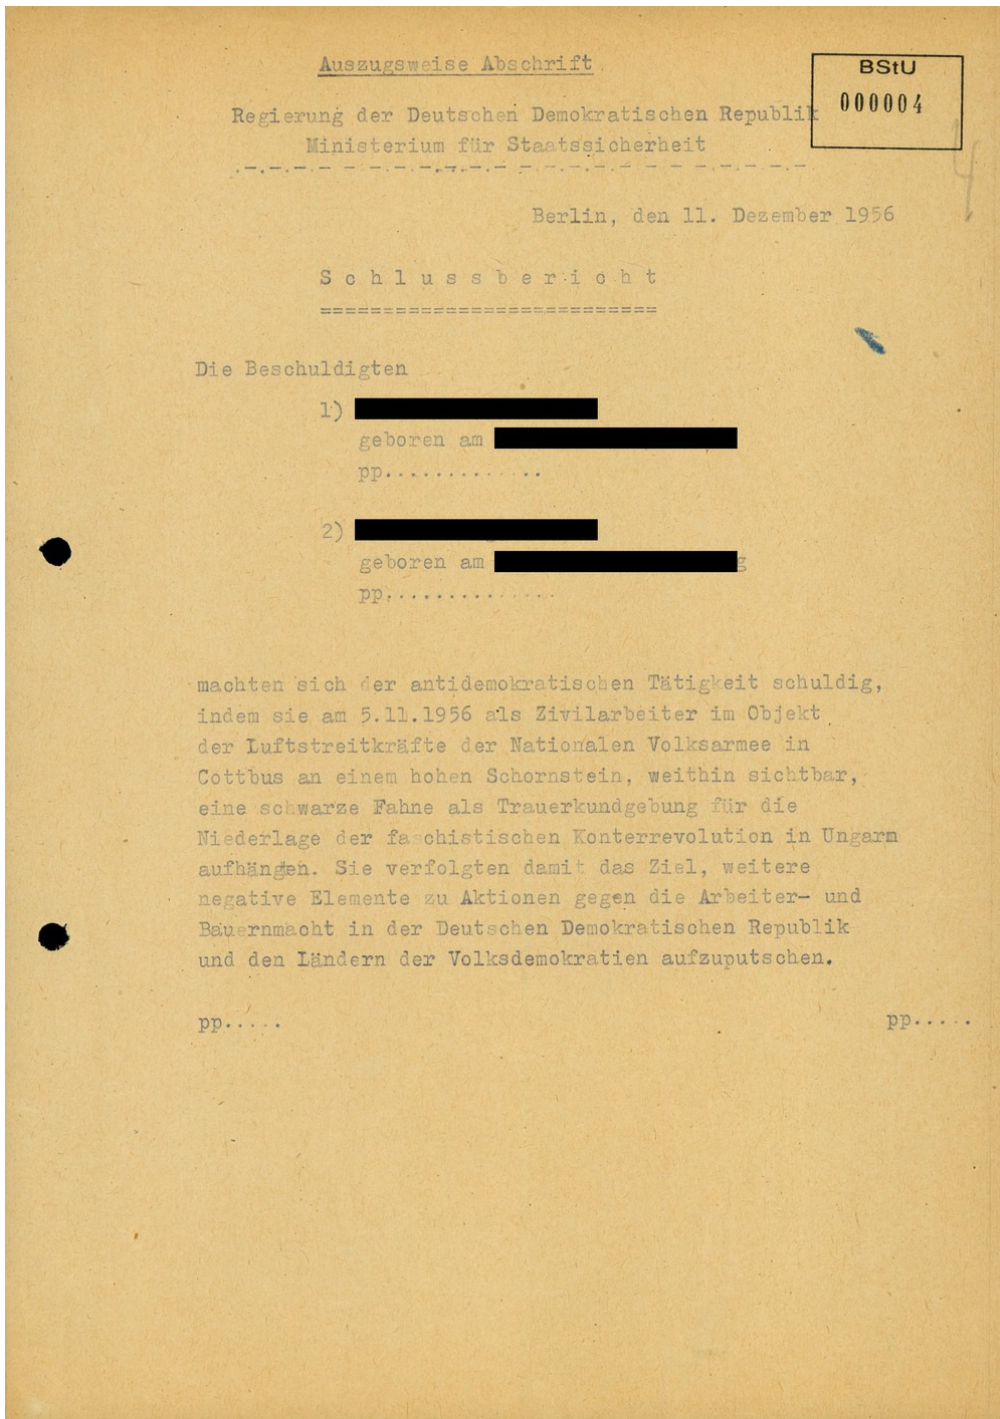 Auszugsweise Abschrift
BStU
000004
Regierung der Deutschen Demokratischen Republik
Ministerium für Staatssicherheit
4
Berlin, den 11. Dezember 1956
S c h l u s s b e r i c h t
===========================
Die Beschuldigten
1)
geboren am
pp.............
2)
geboren am
pp..............
machten sich der antidemokratischen Tätigkeit schuldig,
indem sie am 5.11.1956 als Zivilarbeiter im Objekt
der Luftstreitkräfte der Nationalen Volksarmee in
Cottbus an einem hohen Schornstein, weithin sichtbar,
eine schwarze Fahne als Trauerkundgebung für die
Niederlage der faschistischen Konterrevolution in Ungarn
aufhängen. Sie verfolgten damit das Ziel, weitere
negative Elemente zu Aktionen gegen die Arbeiter- und
Bauernmacht in der Deutschen Demokratischen Republik
und den Ländern der Volksdemokratien aufzuputschen.
pp..... pp.....